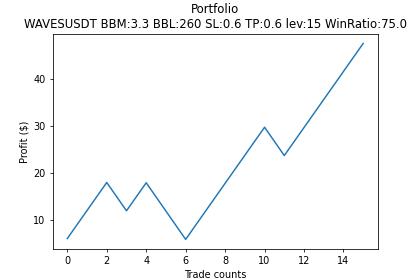 Portfolio
WAVESUSDT BBM:3.3 BBL:260 SL:0.6 TP:0.6 lev:15 WinRatio:75.0
Profit ($)
40
30
20
10
0 2 4 6 8 10 12 14
Trade counts